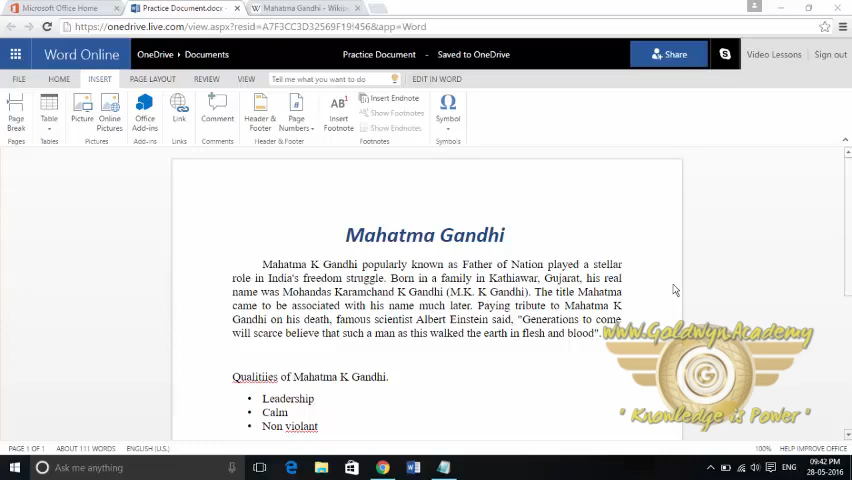 Microsoft Office Home
Practice Document.docx -
Mahatma Gandhi - Wikip
https://onedrive.live.com/view.aspx?resid=A7F3CC3D32569F1!456&app=Word
Word Online
OneDrive ▸ Documents
Practice Document – Saved to OneDrive
Share
Video Lessons
Sign out
FILE HOME INSERT PAGE LAYOUT REVIEW VIEW
Tell me what you want to do
EDIT IN WORD
Page Break
Table
Picture
Online Pictures
Office Add-ins
Link
Comment
Header & Footer
Page Numbers
AB1
Insert Footnote
Insert Endnote
Show Footnotes
Show Endnotes
Symbol
Pages
Tables
Pictures
Add-ins
Links
Comments
Header & Footer
Footnotes
Symbols
Mahatma Gandhi
Mahatma K Gandhi popularly known as Father of Nation played a stellar
role in India's freedom struggle. Born in a family in Kathiawar, Gujarat, his real
name was Mohandas Karamchand K Gandhi (M.K. K Gandhi). The title Mahatma
came to be associated with his name much later. Paying tribute to Mahatma K
Gandhi on his death, famous scientist Albert Einstein said, "Generations to come
will scarce believe that such a man as this walked the earth in flesh and blood".
Qualitiies of Mahatma K Gandhi.
• Leadership
• Calm
• Non violant
www.Goldwyn.Academy
" Knowledge is Power "
PAGE 1 OF 1
ABOUT 111 WORDS
ENGLISH (U.S.)
100%
HELP IMPROVE OFFICE
Ask me anything
ENG
09:42 PM
28-05-2016